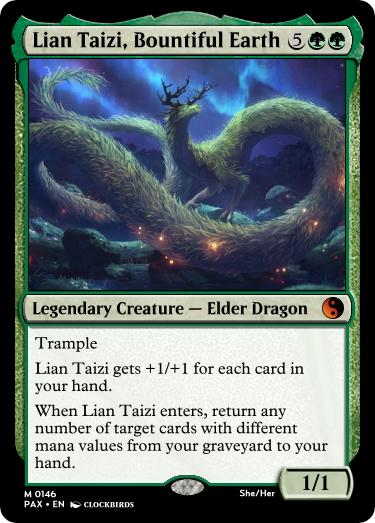 Lian Taizi, Bountiful Earth 5
Legendary Creature — Elder Dragon
Trample
Lian Taizi gets +1/+1 for each card in
your hand.
When Lian Taizi enters, return any
number of target cards with different
mana values from your graveyard to your
hand.
1/1
M 0146
She/Her
PAX • EN CLOCKBIRDS